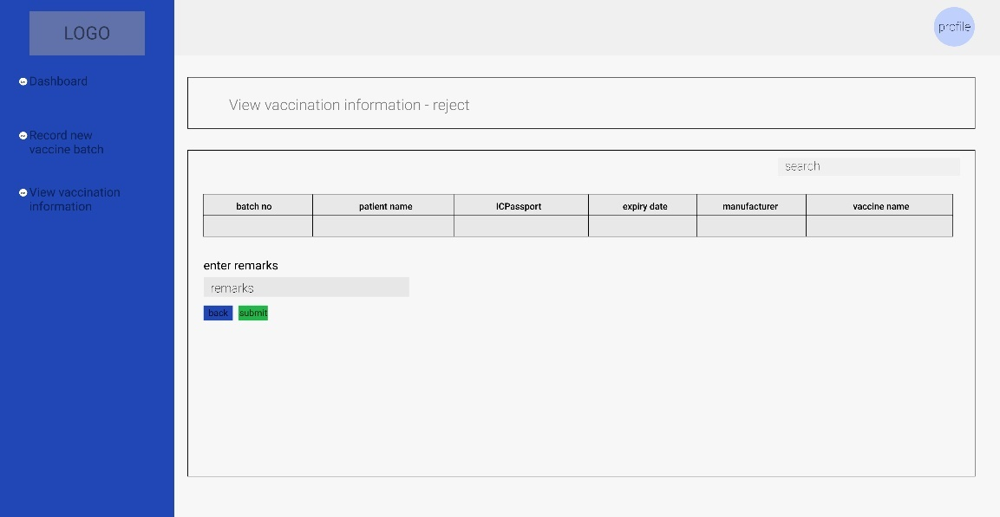 LOGO
profile
Dashboard
Record new
vaccine batch
View vaccination
information
View vaccination information - reject
search
batch no patient name ICPassport expiry date manufacturer vaccine name
enter remarks
remarks
back submit